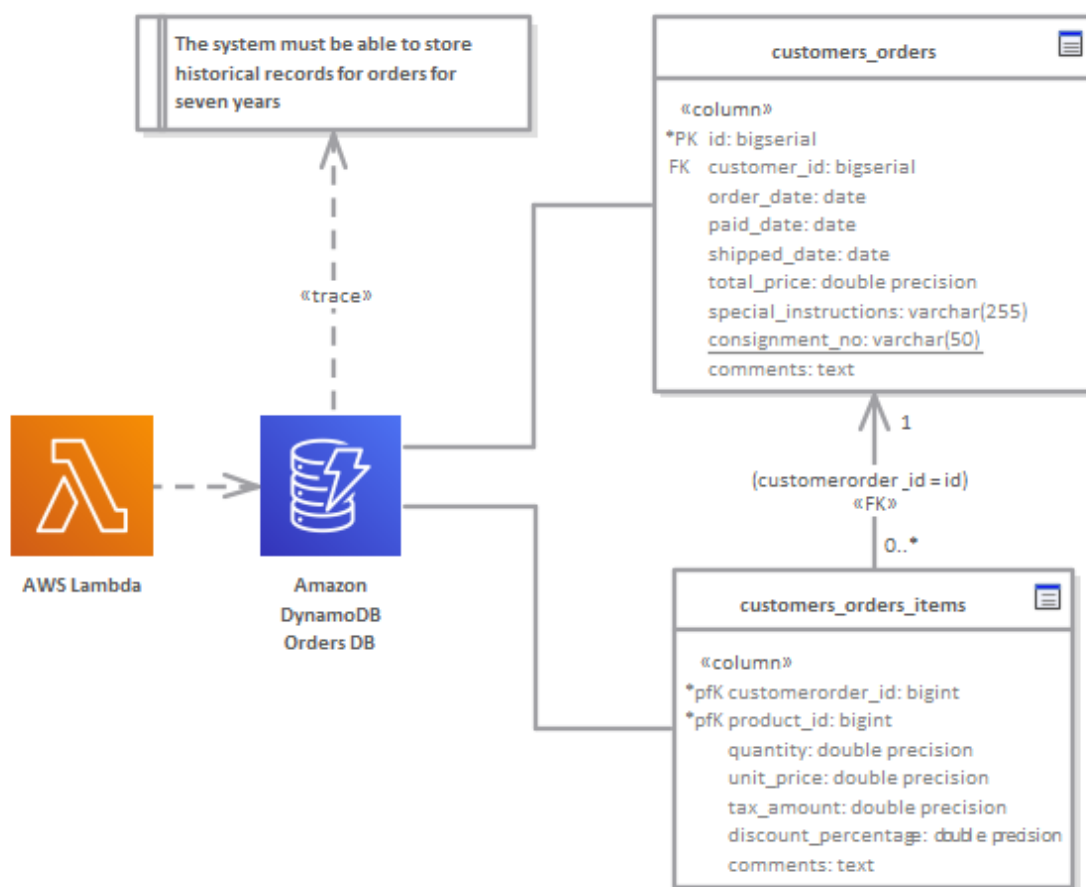 The system must be able to store
historical records for orders for
seven years
customers_orders
«column»
*PK id: bigserial
FK customer_id: bigserial
order_date: date
paid_date: date
shipped_date: date
total_price: double precision
special_instructions: varchar(255)
consignment_no: varchar(50)
comments: text
«trace»
1
(customerorder_id = id)
«FK»
0..*
AWS Lambda
Amazon
DynamoDB
Orders DB
customers_orders_items
«column»
*pfK customerorder_id: bigint
*pfK product_id: bigint
quantity: double precision
unit_price: double precision
tax_amount: double precision
discount_percentage: double precision
comments: text